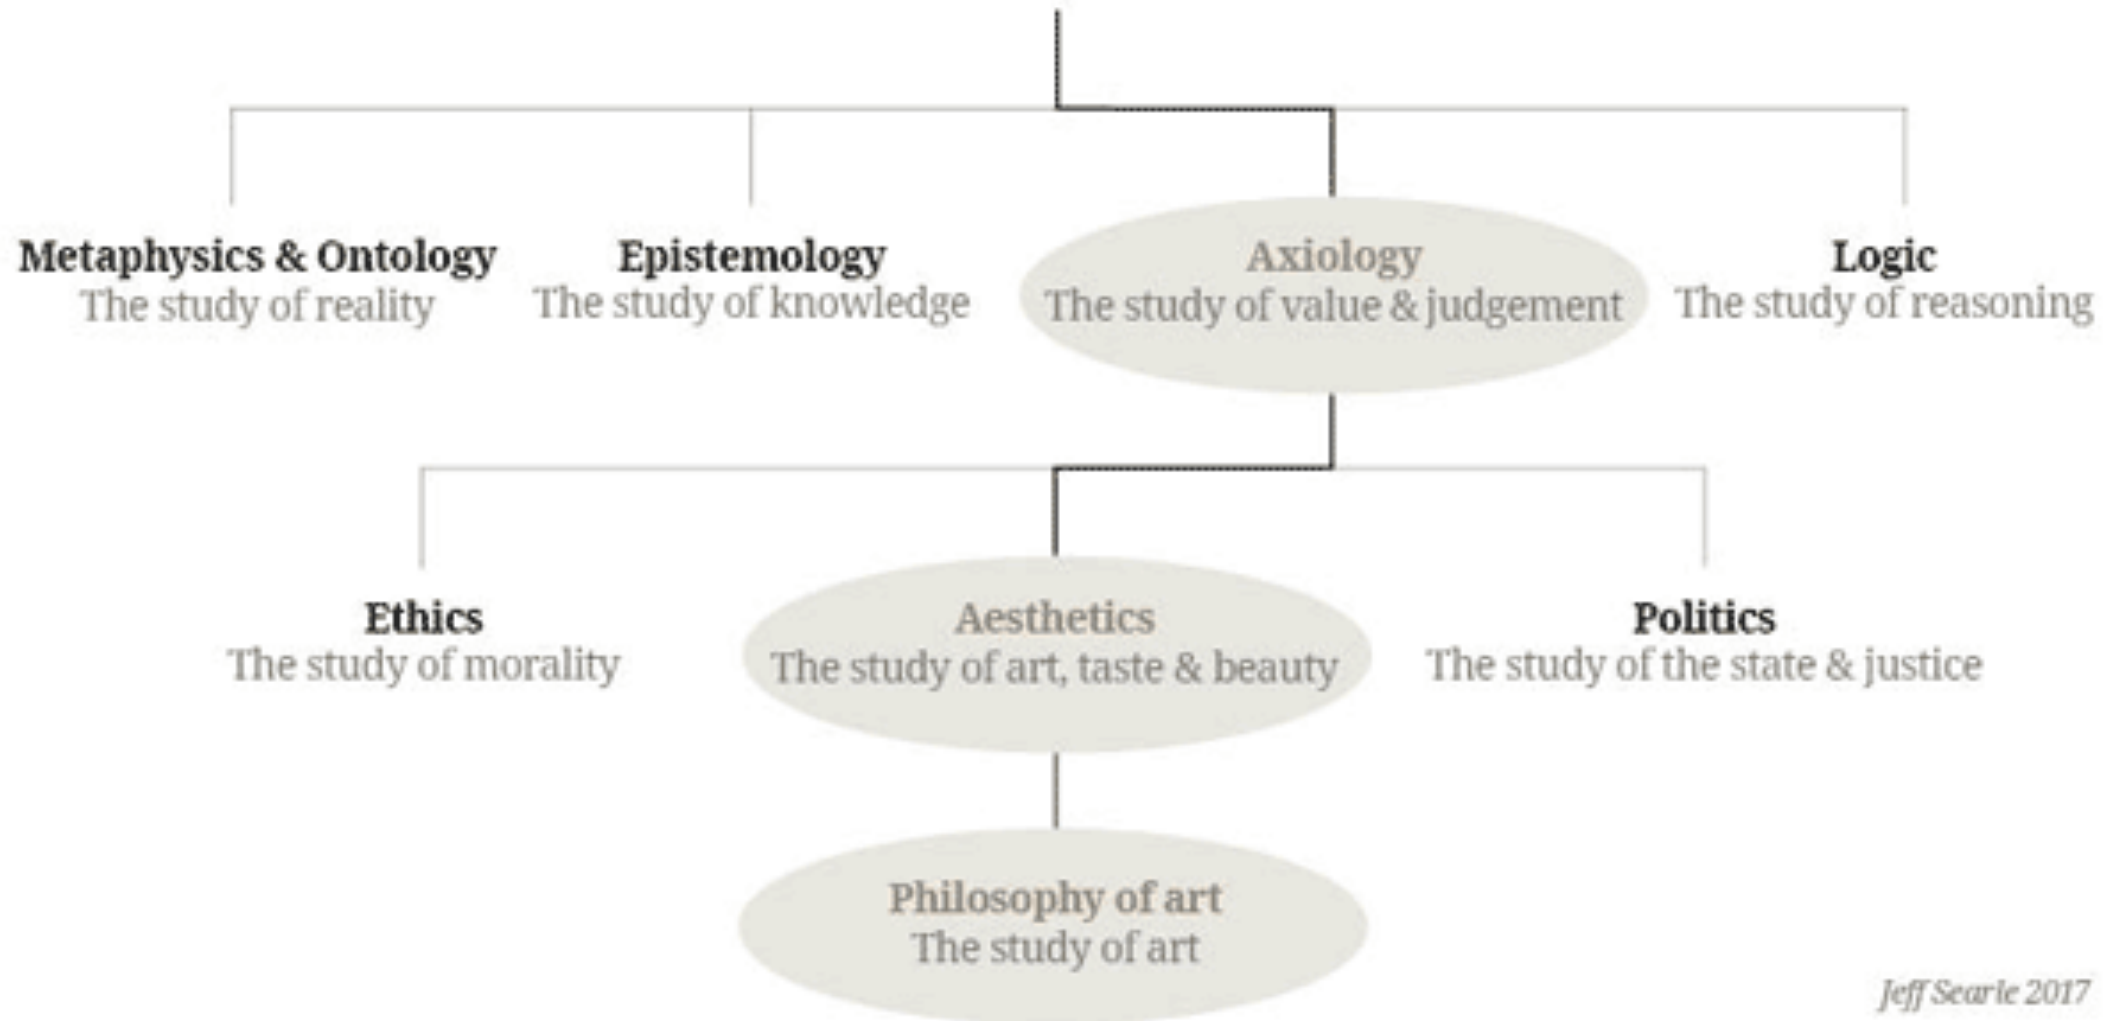 Metaphysics & Ontology
The study of reality
Epistemology
The study of knowledge
Axiology
The study of value & judgement
Logic
The study of reasoning
Ethics
The study of morality
Aesthetics
The study of art, taste & beauty
Politics
The study of the state & justice
Philosophy of art
The study of art
Jeff Searle 2017